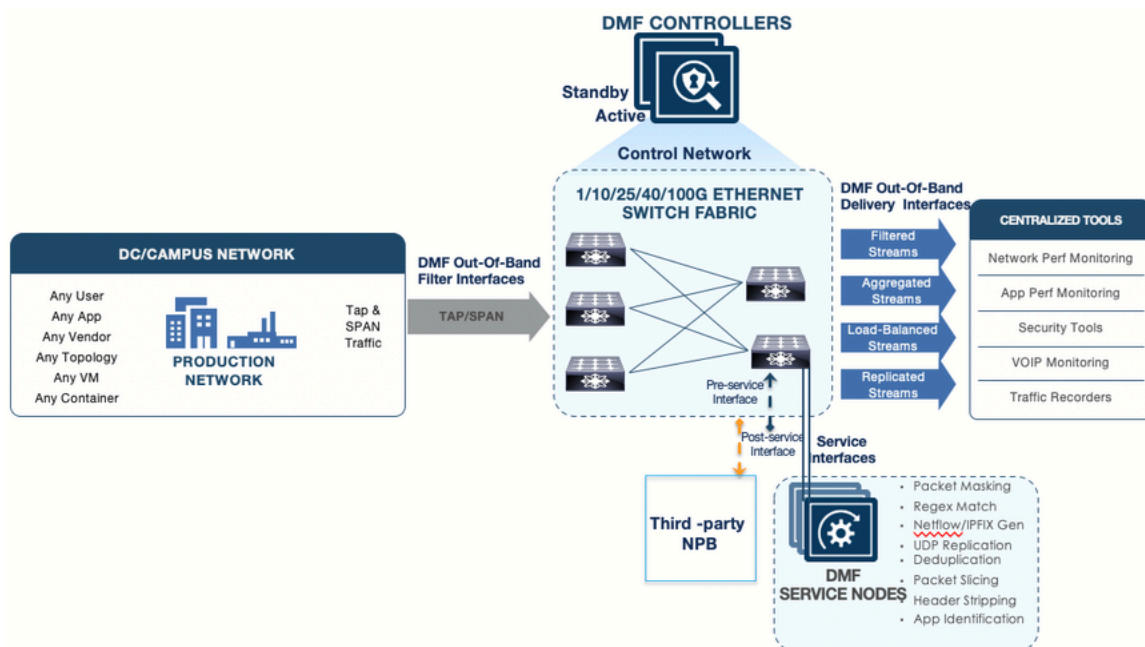 DMF CONTROLLERS
Standby
Active
Control Network
1/10/25/40/100G ETHERNET
SWITCH FABRIC
DC/CAMPUS NETWORK
Any User
Any App
Any Vendor
Any Topology
Any VM
Any Container
PRODUCTION
NETWORK
Tap &
SPAN
Traffic
DMF Out-Of-Band
Filter Interfaces
TAP/SPAN
Pre-service
Interface
Post-service
Interface
Service
Interfaces
DMF Out-Of-Band
Delivery Interfaces
Filtered
Streams
Aggregated
Streams
Load-Balanced
Streams
Replicated
Streams
CENTRALIZED TOOLS
Network Perf Monitoring
App Perf Monitoring
Security Tools
VOIP Monitoring
Traffic Recorders
Third -party
NPB
DMF
SERVICE NODES
• Packet Masking
• Regex Match
• Netflow/IPFIX Gen
• UDP Replication
• Deduplication
• Packet Slicing
• Header Stripping
• App Identification